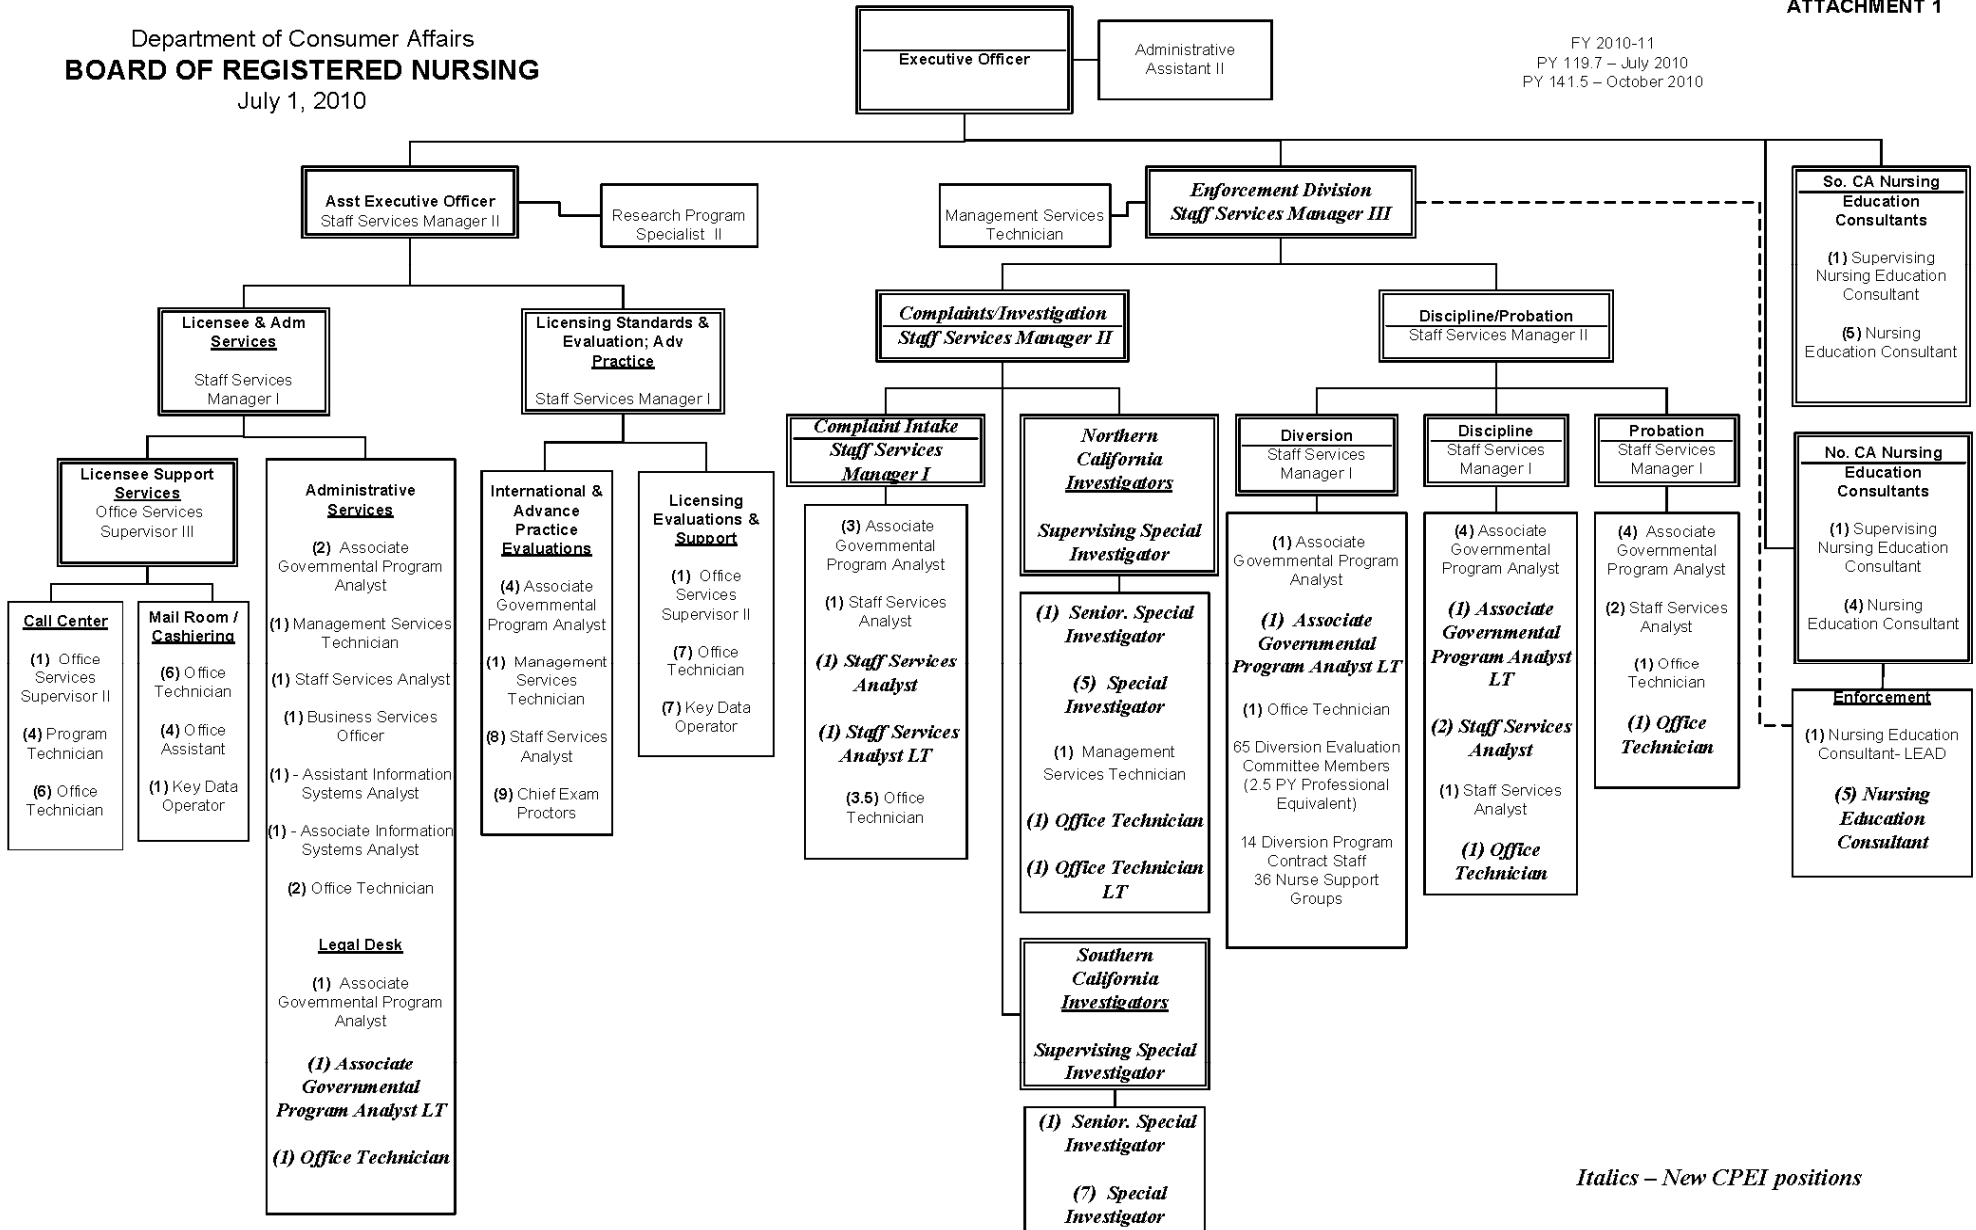 ATTACHMENT 1
Department of Consumer Affairs
BOARD OF REGISTERED NURSING
July 1, 2010
Executive Officer
Administrative
Assistant II
FY 2010-11
PY 119.7 – July 2010
PY 141.5 – October 2010
Asst Executive Officer
Staff Services Manager II
Research Program
Specialist II
Management Services
Technician
Enforcement Division
Staff Services Manager III
So. CA Nursing
Education
Consultants
(1) Supervising
Nursing Education
Consultant
(5) Nursing
Education Consultant
Licensee & Adm
Services
Staff Services
Manager I
Licensing Standards &
Evaluation; Adv
Practice
Staff Services Manager I
Complaints/Investigation
Staff Services Manager II
Discipline/Probation
Staff Services Manager II
Licensee Support
Services
Office Services
Supervisor III
Call Center
(1) Office
Services
Supervisor II
(4) Program
Technician
(6) Office
Technician
Mail Room /
Cashiering
(6) Office
Technician
(4) Office
Assistant
(1) Key Data
Operator
Administrative
Services
(2) Associate
Governmental Program
Analyst
(1) Management Services
Technician
(1) Staff Services Analyst
(1) Business Services
Officer
(1) - Assistant Information
Systems Analyst
(1) - Associate Information
Systems Analyst
(2) Office Technician
Legal Desk
(1) Associate
Governmental Program
Analyst
(1) Associate
Governmental
Program Analyst LT
(1) Office Technician
International &
Advance
Practice
Evaluations
(4) Associate
Governmental
Program Analyst
(1) Management
Services
Technician
(8) Staff Services
Analyst
(9) Chief Exam
Proctors
Licensing
Evaluations &
Support
(1) Office
Services
Supervisor II
(7) Office
Technician
(7) Key Data
Operator
Complaint Intake
Staff Services
Manager I
(3) Associate
Governmental
Program Analyst
(1) Staff Services
Analyst
(1) Staff Services
Analyst
(1) Staff Services
Analyst LT
(3.5) Office
Technician
Northern
California
Investigators
Supervising Special
Investigator
(1) Senior. Special
Investigator
(5) Special
Investigator
(1) Management
Services Technician
(1) Office Technician
(1) Office Technician
LT
Southern
California
Investigators
Supervising Special
Investigator
(1) Senior. Special
Investigator
(7) Special
Investigator
Diversion
Staff Services
Manager I
(1) Associate
Governmental Program
Analyst
(1) Associate
Governmental
Program Analyst LT
(1) Office Technician
65 Diversion Evaluation
Committee Members
(2.5 PY Professional
Equivalent)
14 Diversion Program
Contract Staff
36 Nurse Support
Groups
Discipline
Staff Services
Manager I
(4) Associate
Governmental
Program Analyst
(1) Associate
Governmental
Program Analyst
LT
(2) Staff Services
Analyst
(1) Staff Services
Analyst
(1) Office
Technician
Probation
Staff Services
Manager I
(4) Associate
Governmental
Program Analyst
(2) Staff Services
Analyst
(1) Office
Technician
(1) Office
Technician
No. CA Nursing
Education
Consultants
(1) Supervising
Nursing Education
Consultant
(4) Nursing
Education Consultant
Enforcement
(1) Nursing Education
Consultant- LEAD
(5) Nursing
Education
Consultant
Italics – New CPEI positions